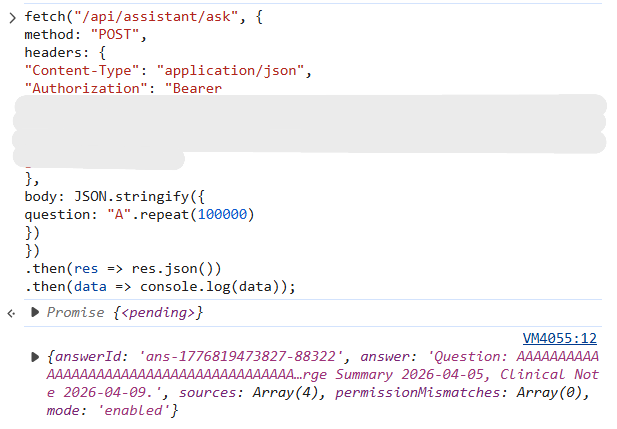 fetch("/api/assistant/ask", {
method: "POST",
headers: {
"Content-Type": "application/json",
"Authorization": "Bearer
},
body: JSON.stringify({
question: "A".repeat(100000)
})
})
.then(res => res.json())
.then(data => console.log(data));
Promise {<pending>}
VM4055:12
{answerId: 'ans-1776819473827-88322', answer: 'Question: AAAAAAAAAA
AAAAAAAAAAAAAAAAAAAAAAAAAAAAAAA…rge Summary 2026-04-05, Clinical Not
e 2026-04-09.', sources: Array(4), permissionMismatches: Array(0),
mode: 'enabled'}